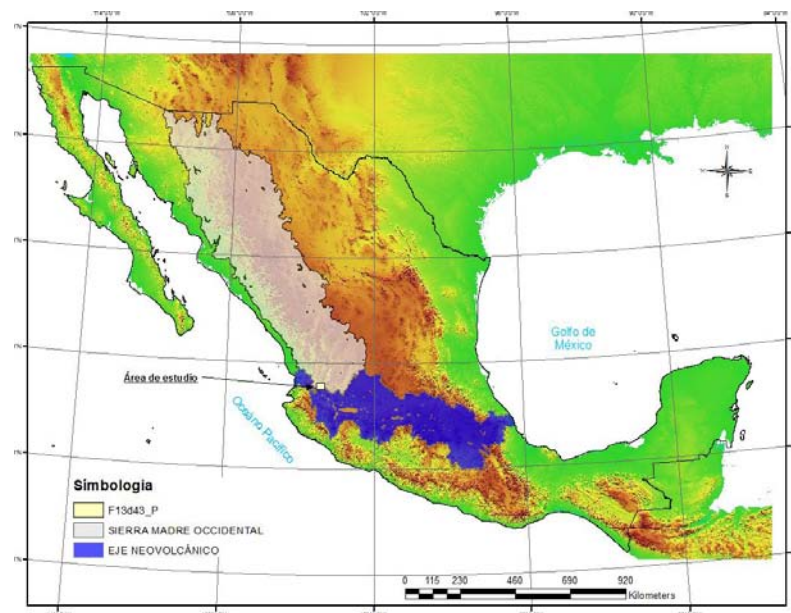 Golfo de
México
Área de estudio
Océano Pacífico
Simbología
F13d43_P
SIERRA MADRE OCCIDENTAL
EJE NEOVOLCÁNICO
0 115 230 460 690 920
Kilometers